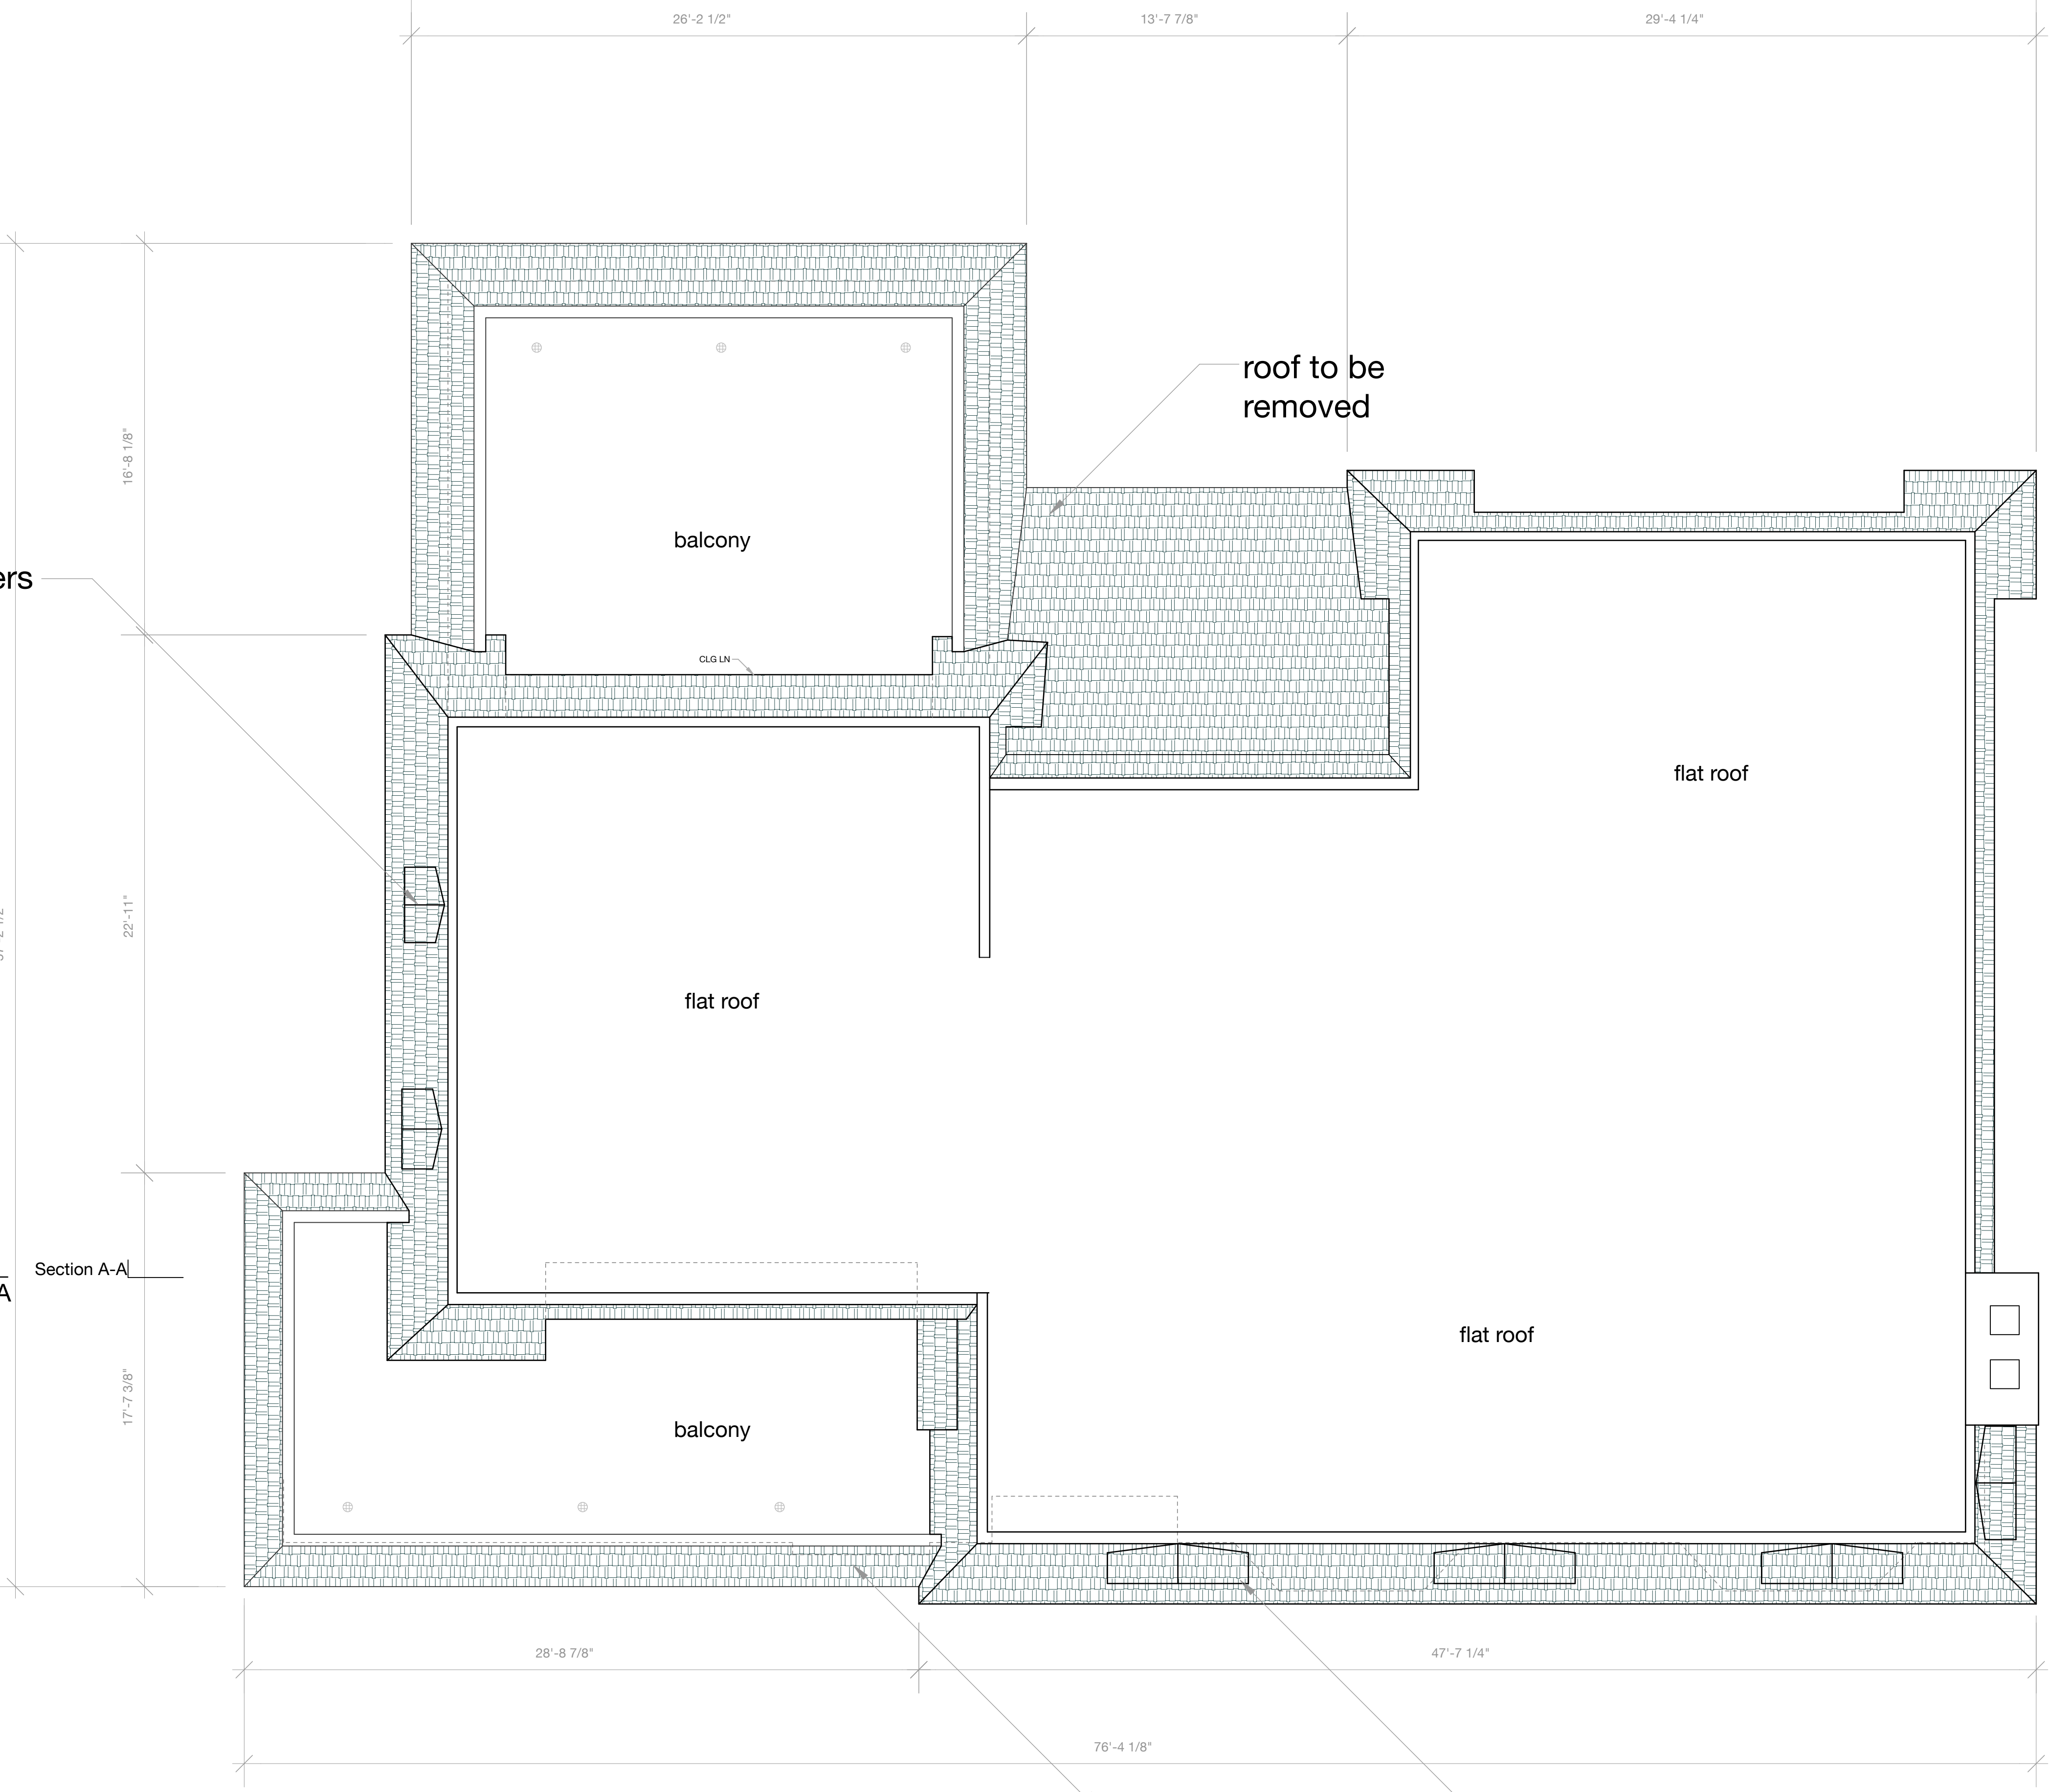 26'-2 1/2"
13'-7 7/8"
29'-4 1/4"
roof to be
removed
16'-8 1/8"
balcony
ers
CLG LN
flat roof
22'-11"
flat roof
Section A-A
A
flat roof
17'-7 3/8"
balcony
28'-8 7/8"
47'-7 1/4"
76'-4 1/8"